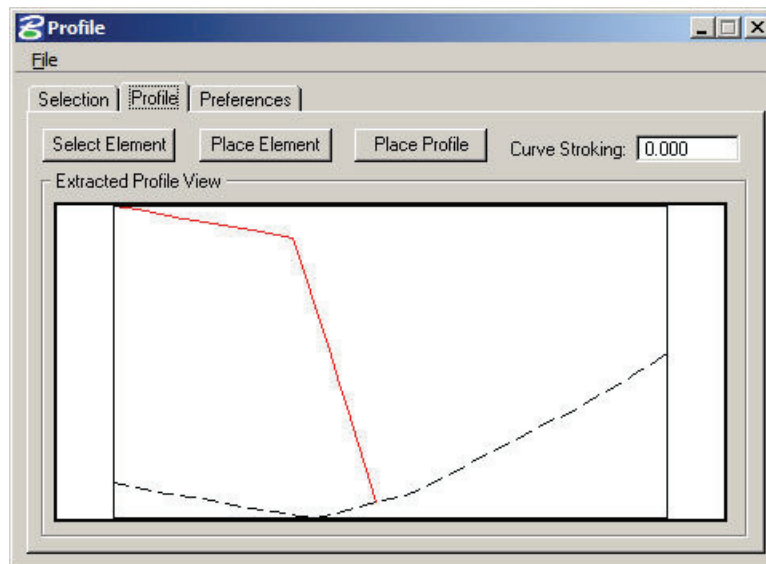 Profile
File
Selection Profile Preferences
Select Element Place Element Place Profile Curve Stroking: 0.000
Extracted Profile View